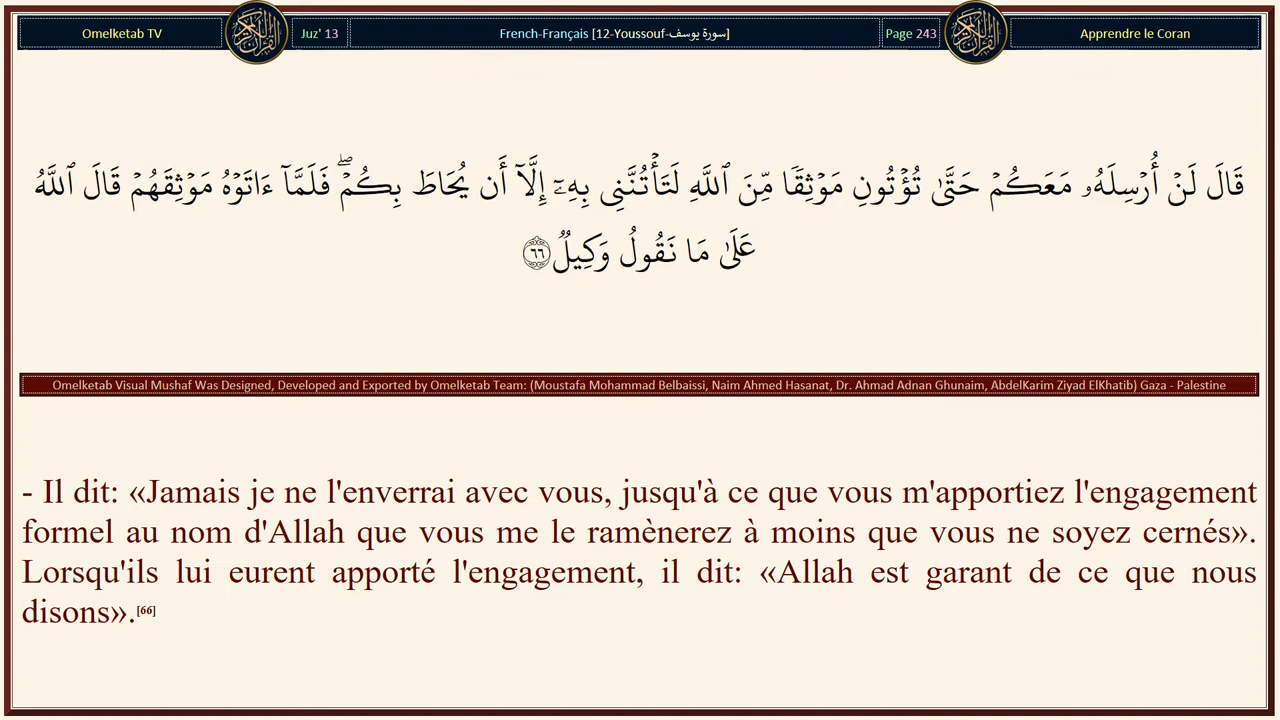 Omelketab TV
Juz' 13
French-Français [12-Youssouf-سورة يوسف]
Page 243
Apprendre le Coran
قَالَ لَنْ أُرْسِلَهُۥ مَعَكُمْ حَتَّىٰ تُؤْتُونِ مَوْثِقًا مِّنَ ٱللَّهِ لَتَأْتُنَّنِى بِهِۦٓ إِلَّآ أَن يُحَاطَ بِكُمْ ۖ فَلَمَّآ ءَاتَوْهُ مَوْثِقَهُمْ قَالَ ٱللَّهُ
عَلَىٰ مَا نَقُولُ وَكِيلٌ ٦٦
Omelketab Visual Mushaf Was Designed, Developed and Exported by Omelketab Team: (Moustafa Mohammad Belbaissi, Naim Ahmed Hasanat, Dr. Ahmad Adnan Ghunaim, AbdelKarim Ziyad ElKhatib) Gaza - Palestine
- Il dit: «Jamais je ne l'enverrai avec vous, jusqu'à ce que vous m'apportiez l'engagement
formel au nom d'Allah que vous me le ramènerez à moins que vous ne soyez cernés».
Lorsqu'ils lui eurent apporté l'engagement, il dit: «Allah est garant de ce que nous
disons».[66]